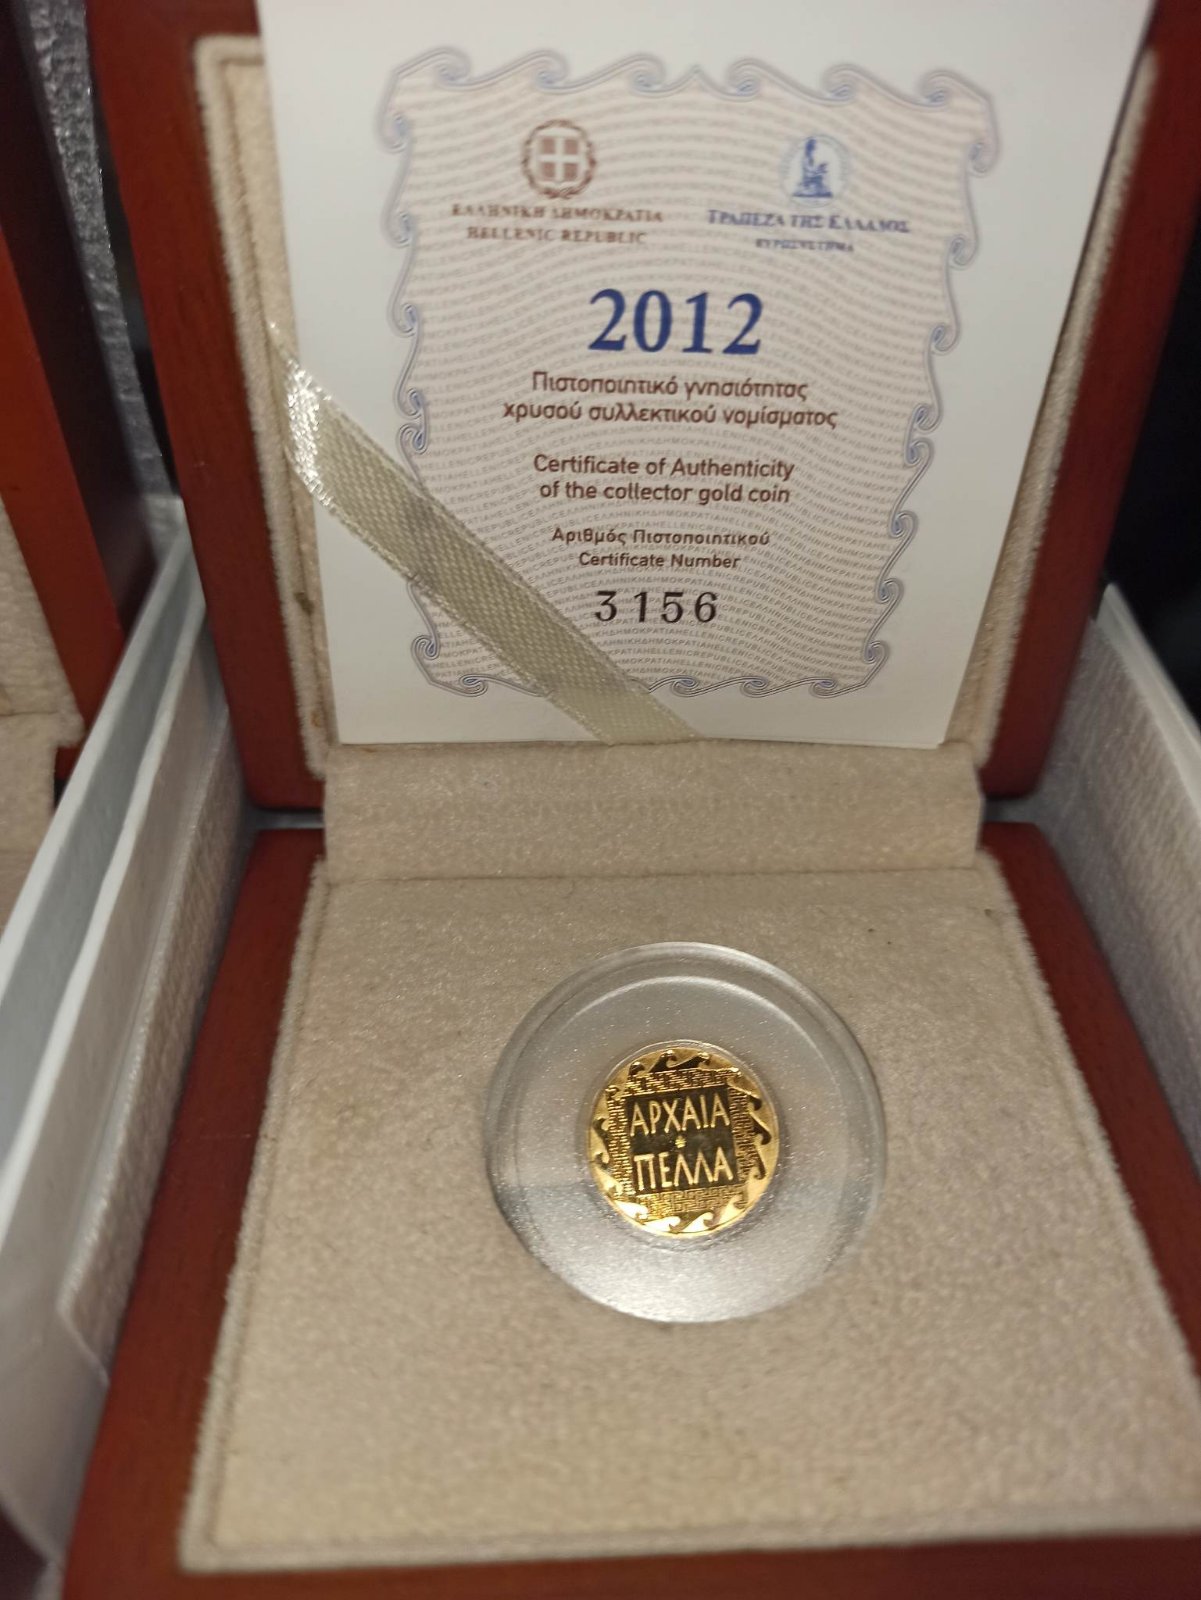 ΕΛΛΗΝΙΚΗ ΔΗΜΟΚΡΑΤΙΑ
HELLENIC REPUBLIC
ΤΡΑΠΕΖΑ ΤΗΣ ΕΛΛΑΔΟΣ
ΕΥΡΩΣΥΣΤΗΜΑ
2012
Πιστοποιητικό γνησιότητας
χρυσού συλλεκτικού νομίσματος
Certificate of Authenticity
of the collector gold coin
Αριθμός Πιστοποιητικού
Certificate Number
3156
ΑΡΧΑΙΑ
ΠΕΛΛΑ